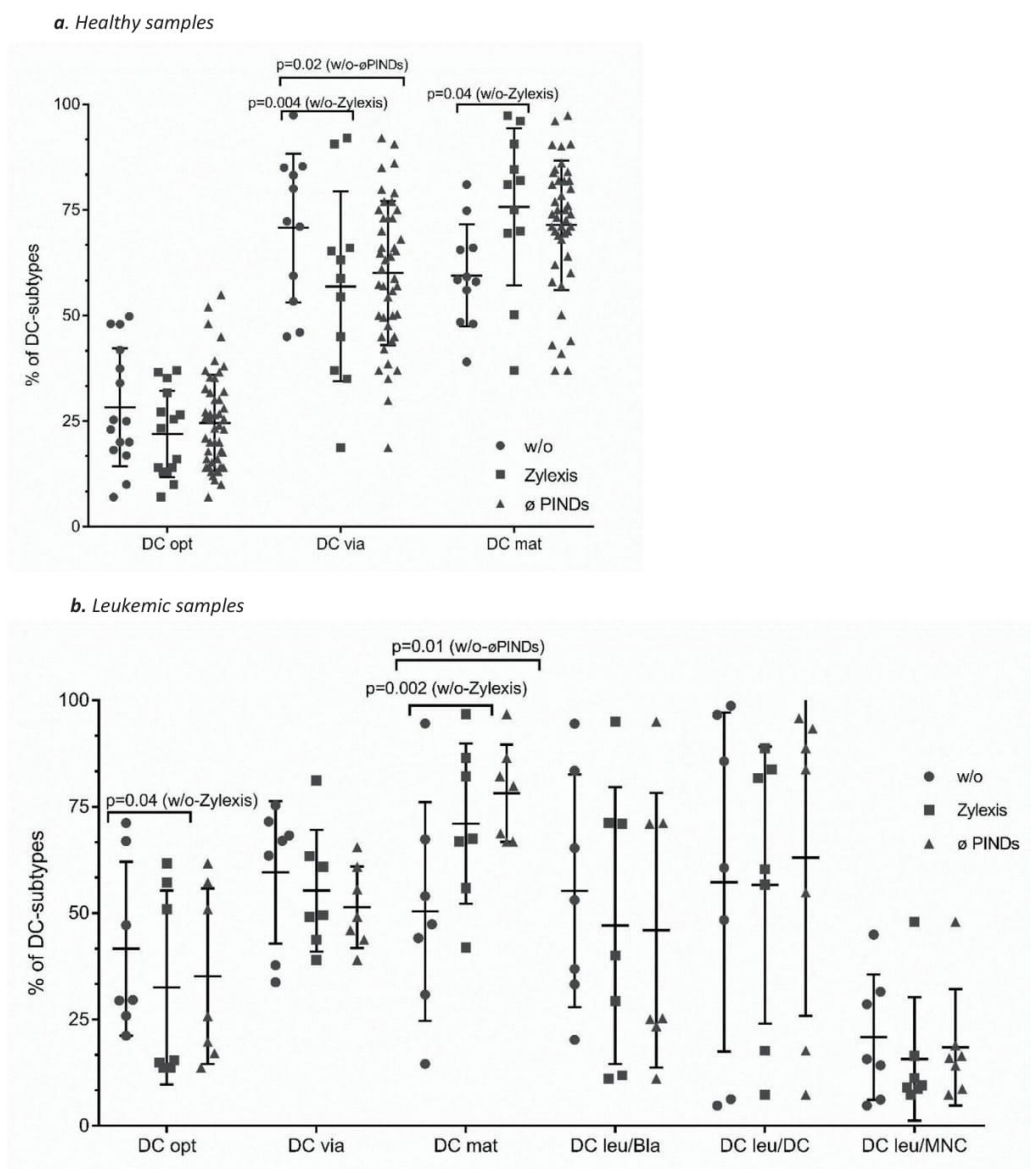 a. Healthy samples
p=0.02 (w/o-øPINDs)
p=0.004 (w/o-Zylexis)
p=0.04 (w/o-Zylexis)
100
75
50
25
0
% of DC-subtypes
w/o
Zylexis
ø PINDs
DC opt
DC via
DC mat
b. Leukemic samples
p=0.01 (w/o-øPINDs)
p=0.002 (w/o-Zylexis)
p=0.04 (w/o-Zylexis)
100
75
50
25
0
% of DC-subtypes
w/o
Zylexis
ø PINDs
DC opt
DC via
DC mat
DC leu/Bla
DC leu/DC
DC leu/MNC